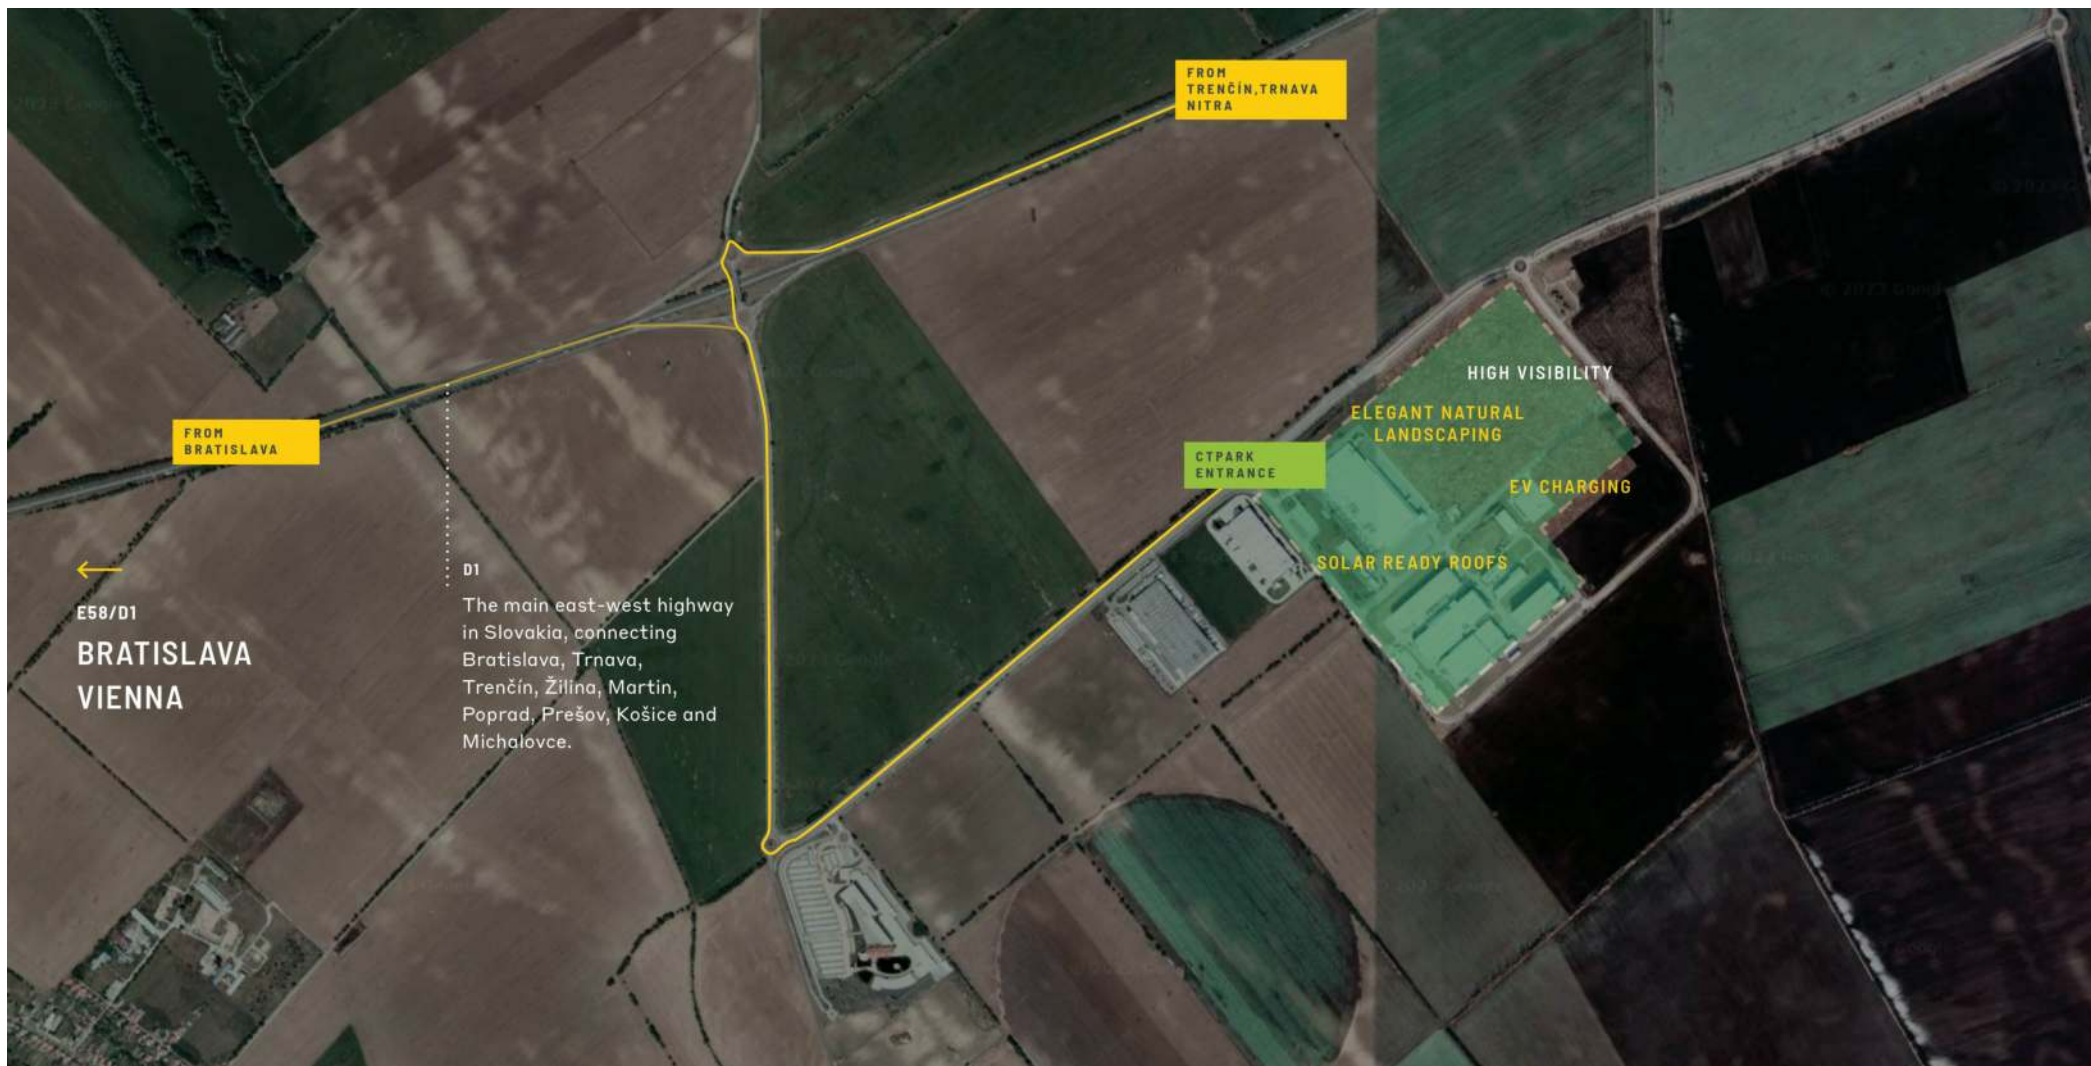 FROM
TRENČÍN,TRNAVA
NITRA
HIGH VISIBILITY
ELEGANT NATURAL
LANDSCAPING
FROM
BRATISLAVA
CTPARK
ENTRANCE
EV CHARGING
SOLAR READY ROOFS
E58/D1
BRATISLAVA
VIENNA
D1
The main east-west highway
in Slovakia, connecting
Bratislava, Trnava,
Trenčín, Žilina, Martin,
Poprad, Prešov, Košice and
Michalovce.